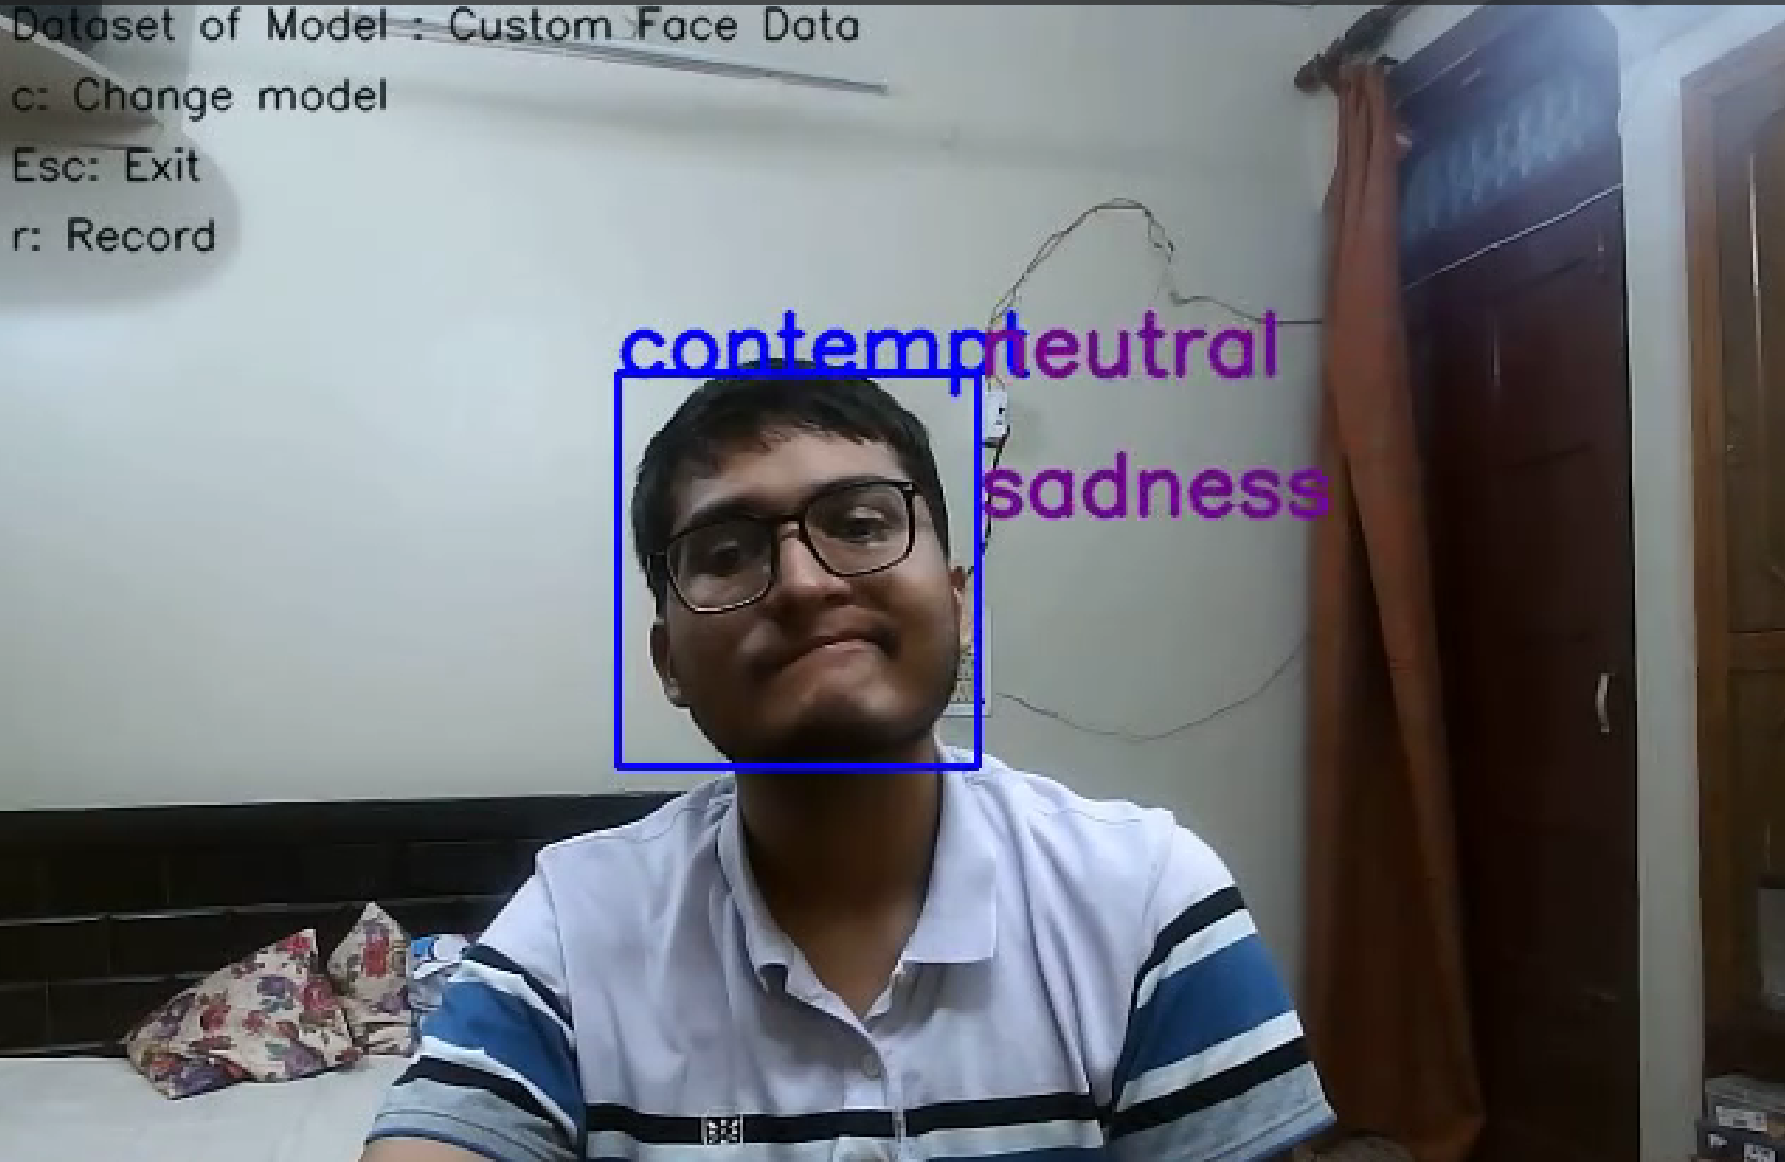 Dataset of Model : Custom Face Data
c: Change model
Esc: Exit
r: Record
contempt neutral
sadness